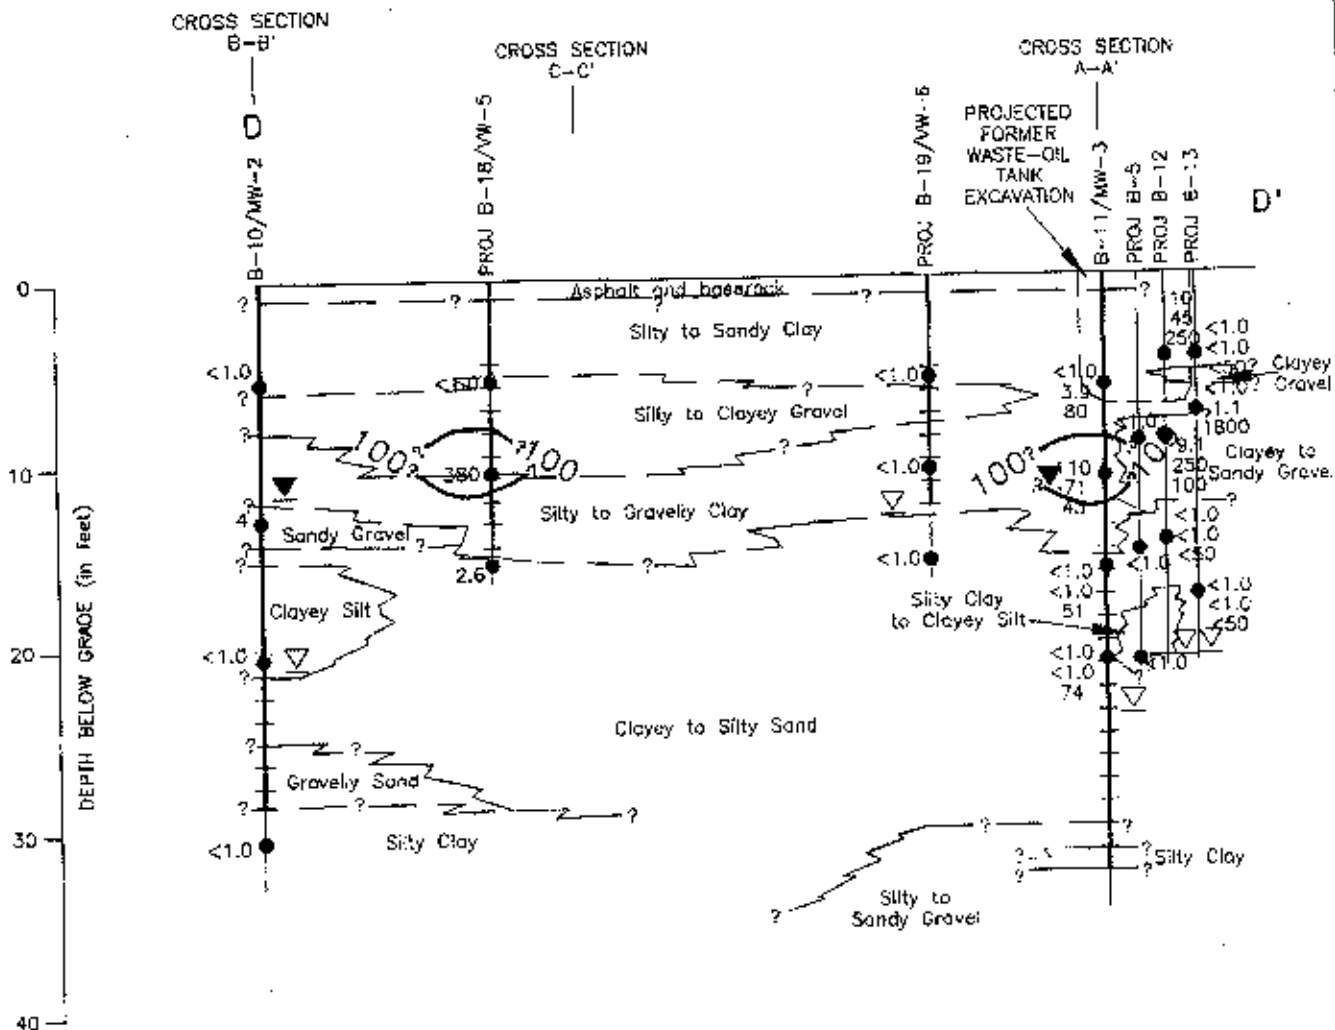 CROSS SECTION
B-B'
CROSS SECTION
C-C'
CROSS SECTION
A-A'
D
D'
B-10/MW-2
PROJ B-18/VW-5
PROJ B-19/VW-6
PROJECTED
FORMER
WASTE-OIL
TANK
EXCAVATION
B-11/MW-3
PROJ B-5
PROJ B-12
PROJ B-13
DEPTH BELOW GRADE (in feet)
0
10
20
30
40
Asphalt and baserock
Silty to Sandy Clay
Silty to Clayey Gravel
Silty to Gravelly Clay
Sandy Gravel
Clayey Silt
Clayey to Silty Sand
Gravelly Sand
Silty Clay
Silty Clay
to Clayey Silt
Silty to
Sandy Gravel
Silty Clay
Clayey
Gravel
Clayey to
Sandy Grave
<1.0
4
<1.0
<1.0
380
2.6
100?
100
<1.0
<1.0
<1.0
<1.0
3.9
80
110
71
<1.0
<1.0
51
<1.0
<1.0
74
100?
<1.0
<1.0
10
45
250
9.1
250
100
<1.0
<1.0
<50
<1.0
<1.0
<1.0
1.1
1800
<1.0
<1.0
<50